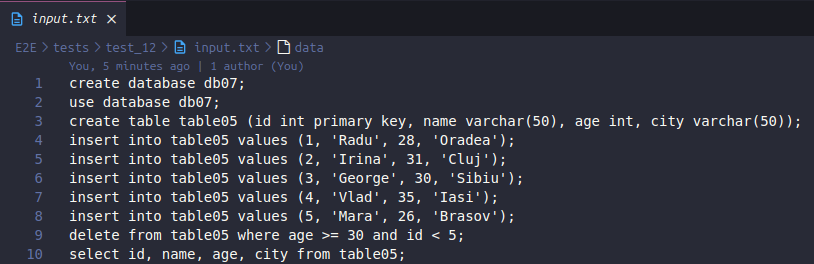 input.txt ×
E2E > tests > test_12 > input.txt > data
You, 5 minutes ago | 1 author (You)
1 create database db07;
2 use database db07;
3 create table table05 (id int primary key, name varchar(50), age int, city varchar(50));
4 insert into table05 values (1, 'Radu', 28, 'Oradea');
5 insert into table05 values (2, 'Irina', 31, 'Cluj');
6 insert into table05 values (3, 'George', 30, 'Sibiu');
7 insert into table05 values (4, 'Vlad', 35, 'Iasi');
8 insert into table05 values (5, 'Mara', 26, 'Brasov');
9 delete from table05 where age >= 30 and id < 5;
10 select id, name, age, city from table05;